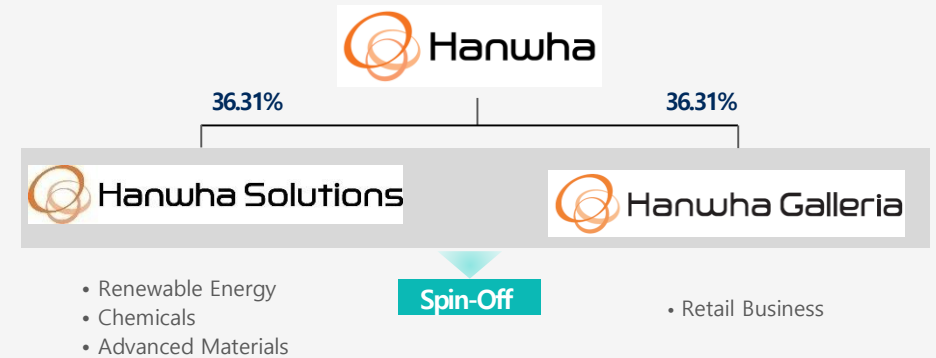 Hanwha
36.31%
36.31%
Hanwha Solutions
Hanwha Galleria
• Renewable Energy
• Chemicals
• Advanced Materials
Spin-Off
• Retail Business